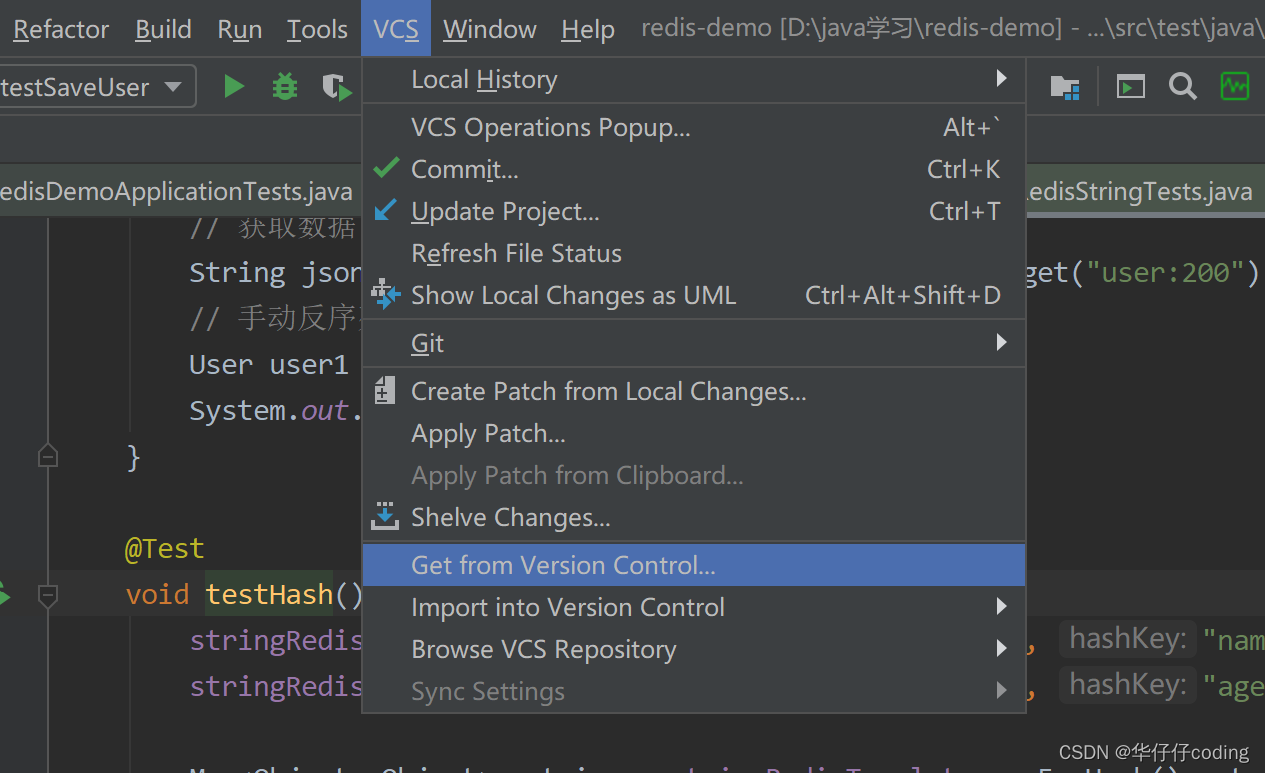 Refactor Build Run Tools VCS Window Help redis-demo [D:\java学习\redis-demo] - ...\src\test\java\
testSaveUser
Local History
VCS Operations Popup... Alt+`
Commit... Ctrl+K
Update Project... Ctrl+T
Refresh File Status
Show Local Changes as UML Ctrl+Alt+Shift+D
Git
Create Patch from Local Changes...
Apply Patch...
Apply Patch from Clipboard...
Shelve Changes...
Get from Version Control...
Import into Version Control
Browse VCS Repository
Sync Settings
edisDemoApplicationTests.java edisStringTests.java
// 获取数据
String json get("user:200")
// 手动反序
User user1
System.out.
}
@Test
void testHash()
stringRedis , hashKey: "nam
stringRedis , hashKey: "age
CSDN @华仔仔coding